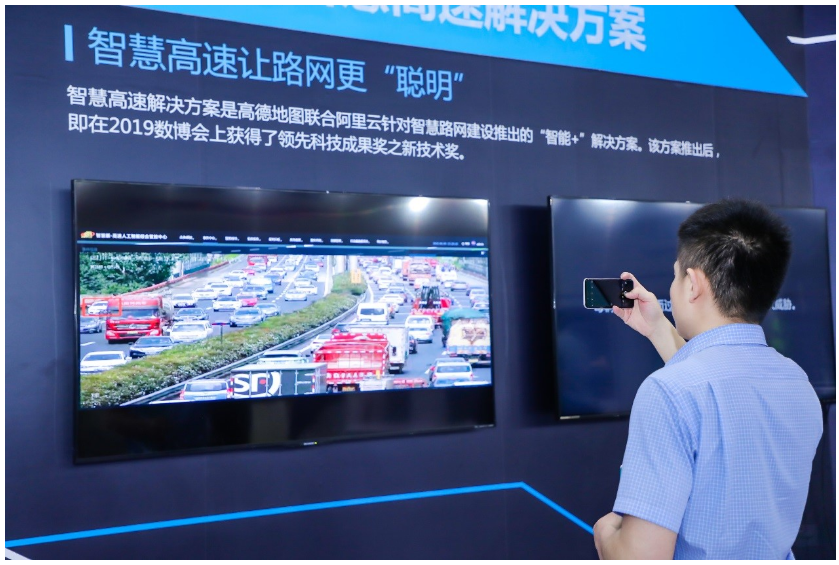 慧高速解决方案
智慧高速让路网更“聪明”
智慧高速解决方案是高德地图联合阿里云针对智慧路网建设推出的“智能+”解决方案。该方案推出后，
即在2019数博会上获得了领先科技成果奖之新技术奖。